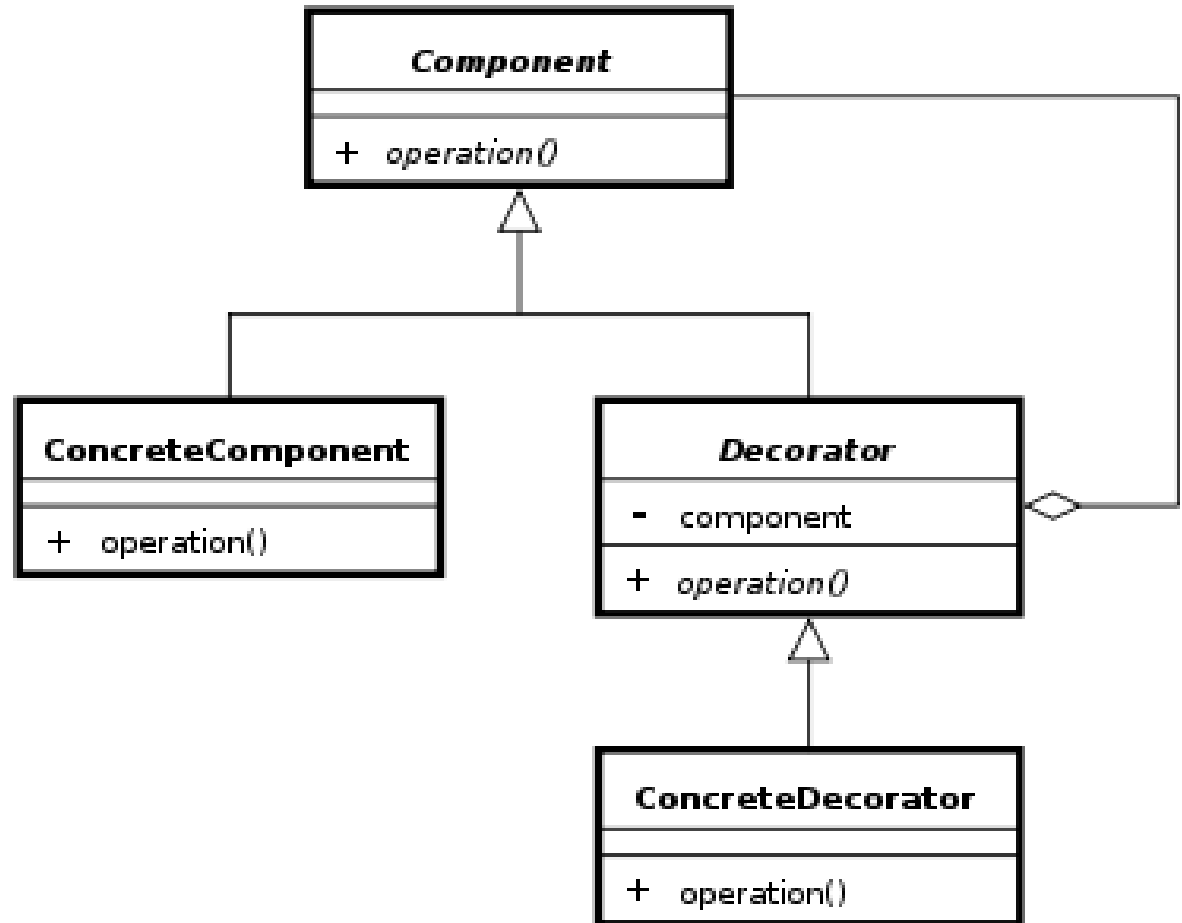 Component
+ operation()
ConcreteComponent
+ operation()
Decorator
- component
+ operation()
ConcreteDecorator
+ operation()